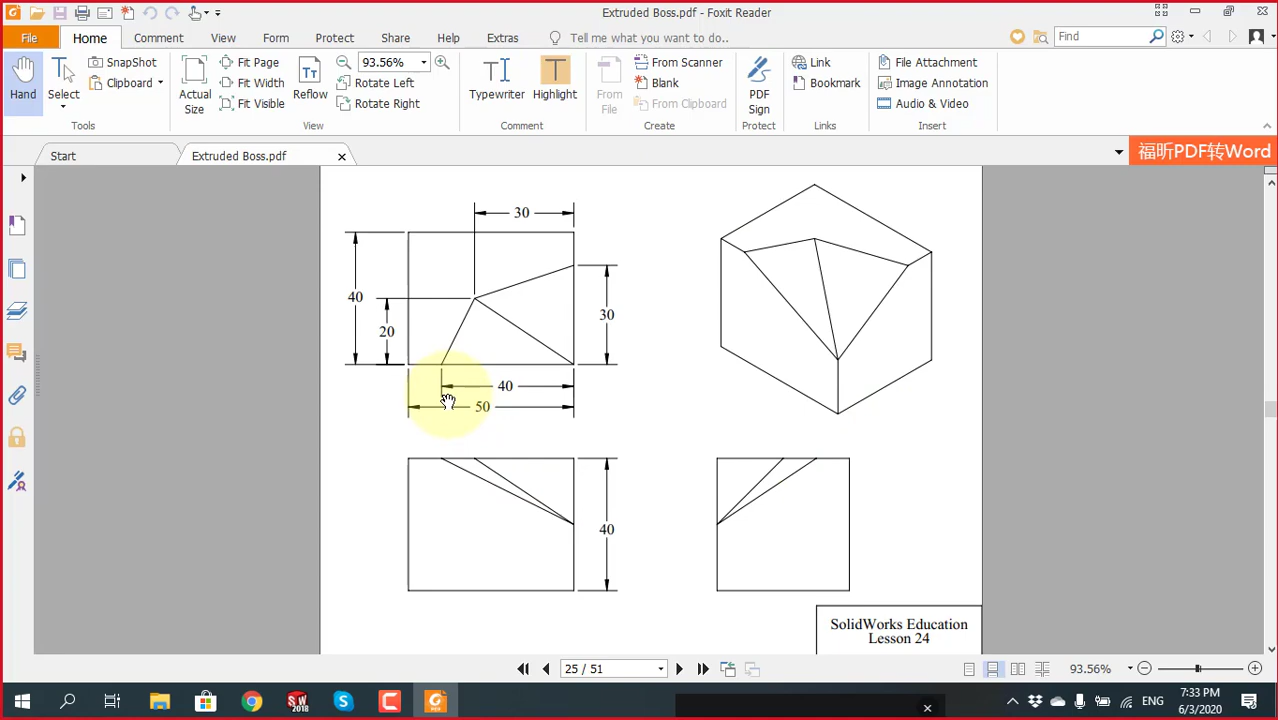 Extruded Boss.pdf - Foxit Reader
File Home Comment View Form Protect Share Help Extras Tell me what you want to do.. Find
Hand Select SnapShot Clipboard Tools
Actual Size Fit Page Fit Width Fit Visible Reflow 93.56% Rotate Left Rotate Right View
Typewriter Highlight Comment
From File From Scanner Blank From Clipboard Create
PDF Sign Protect
Link Bookmark Links
File Attachment Image Annotation Audio & Video Insert
Start Extruded Boss.pdf 福昕PDF转Word
30
40
20
30
40
50
40
SolidWorks Education
Lesson 24
25 / 51 93.56%
SW 2018 PDF ENG 7:33 PM
6/3/2020